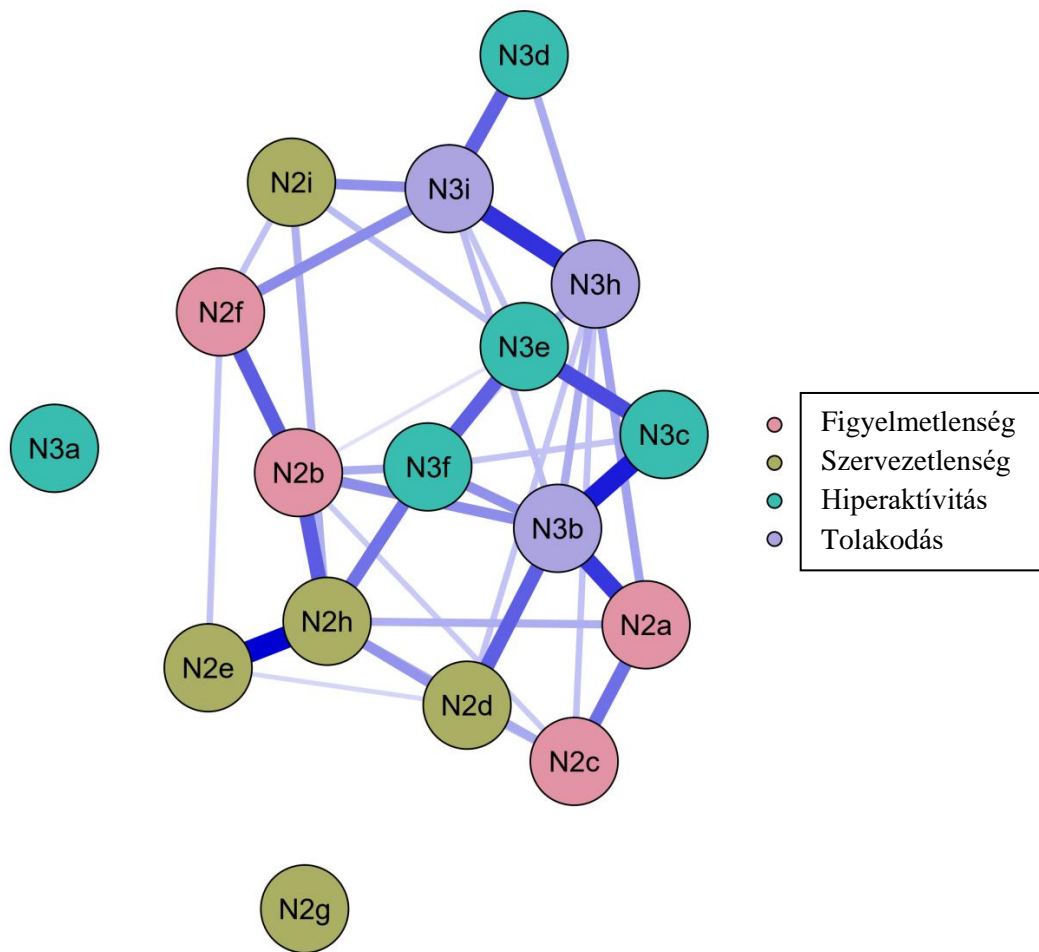 N3d
N2i
N3i
N3h
N2f
N3e
N3a
N2b
N3f
N3c
N3b
N2h
N2a
N2e
N2d
N2c
N2g
Figyelmetlenség
Szervezetlenség
Hiperaktívitás
Tolakodás